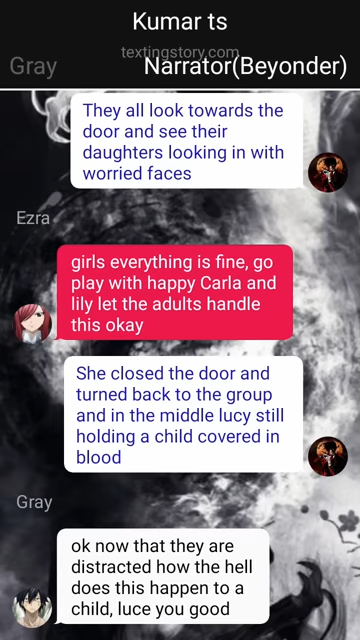 Kumar ts
textingstory.com
Gray
Narrator(Beyonder)
They all look towards the
door and see their
daughters looking in with
worried faces
Ezra
girls everything is fine, go
play with happy Carla and
lily let the adults handle
this okay
She closed the door and
turned back to the group
and in the middle lucy still
holding a child covered in
blood
Gray
ok now that they are
distracted how the hell
does this happen to a
child, luce you good